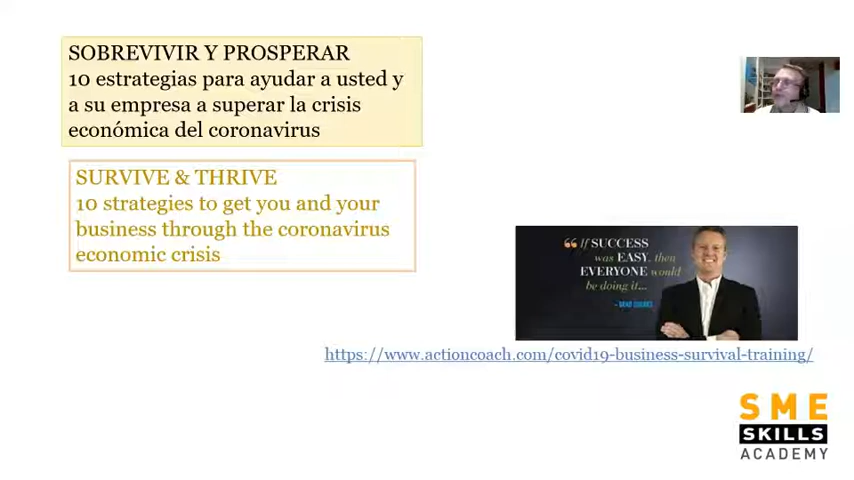 SOBREVIVIR Y PROSPERAR
10 estrategias para ayudar a usted y
a su empresa a superar la crisis
económica del coronavirus
SURVIVE & THRIVE
10 strategies to get you and your
business through the coronavirus
economic crisis
“If SUCCESS
was EASY, then
EVERYONE would
be doing it...
https://www.actioncoach.com/covid19-business-survival-training/
SME
SKILLS
ACADEMY